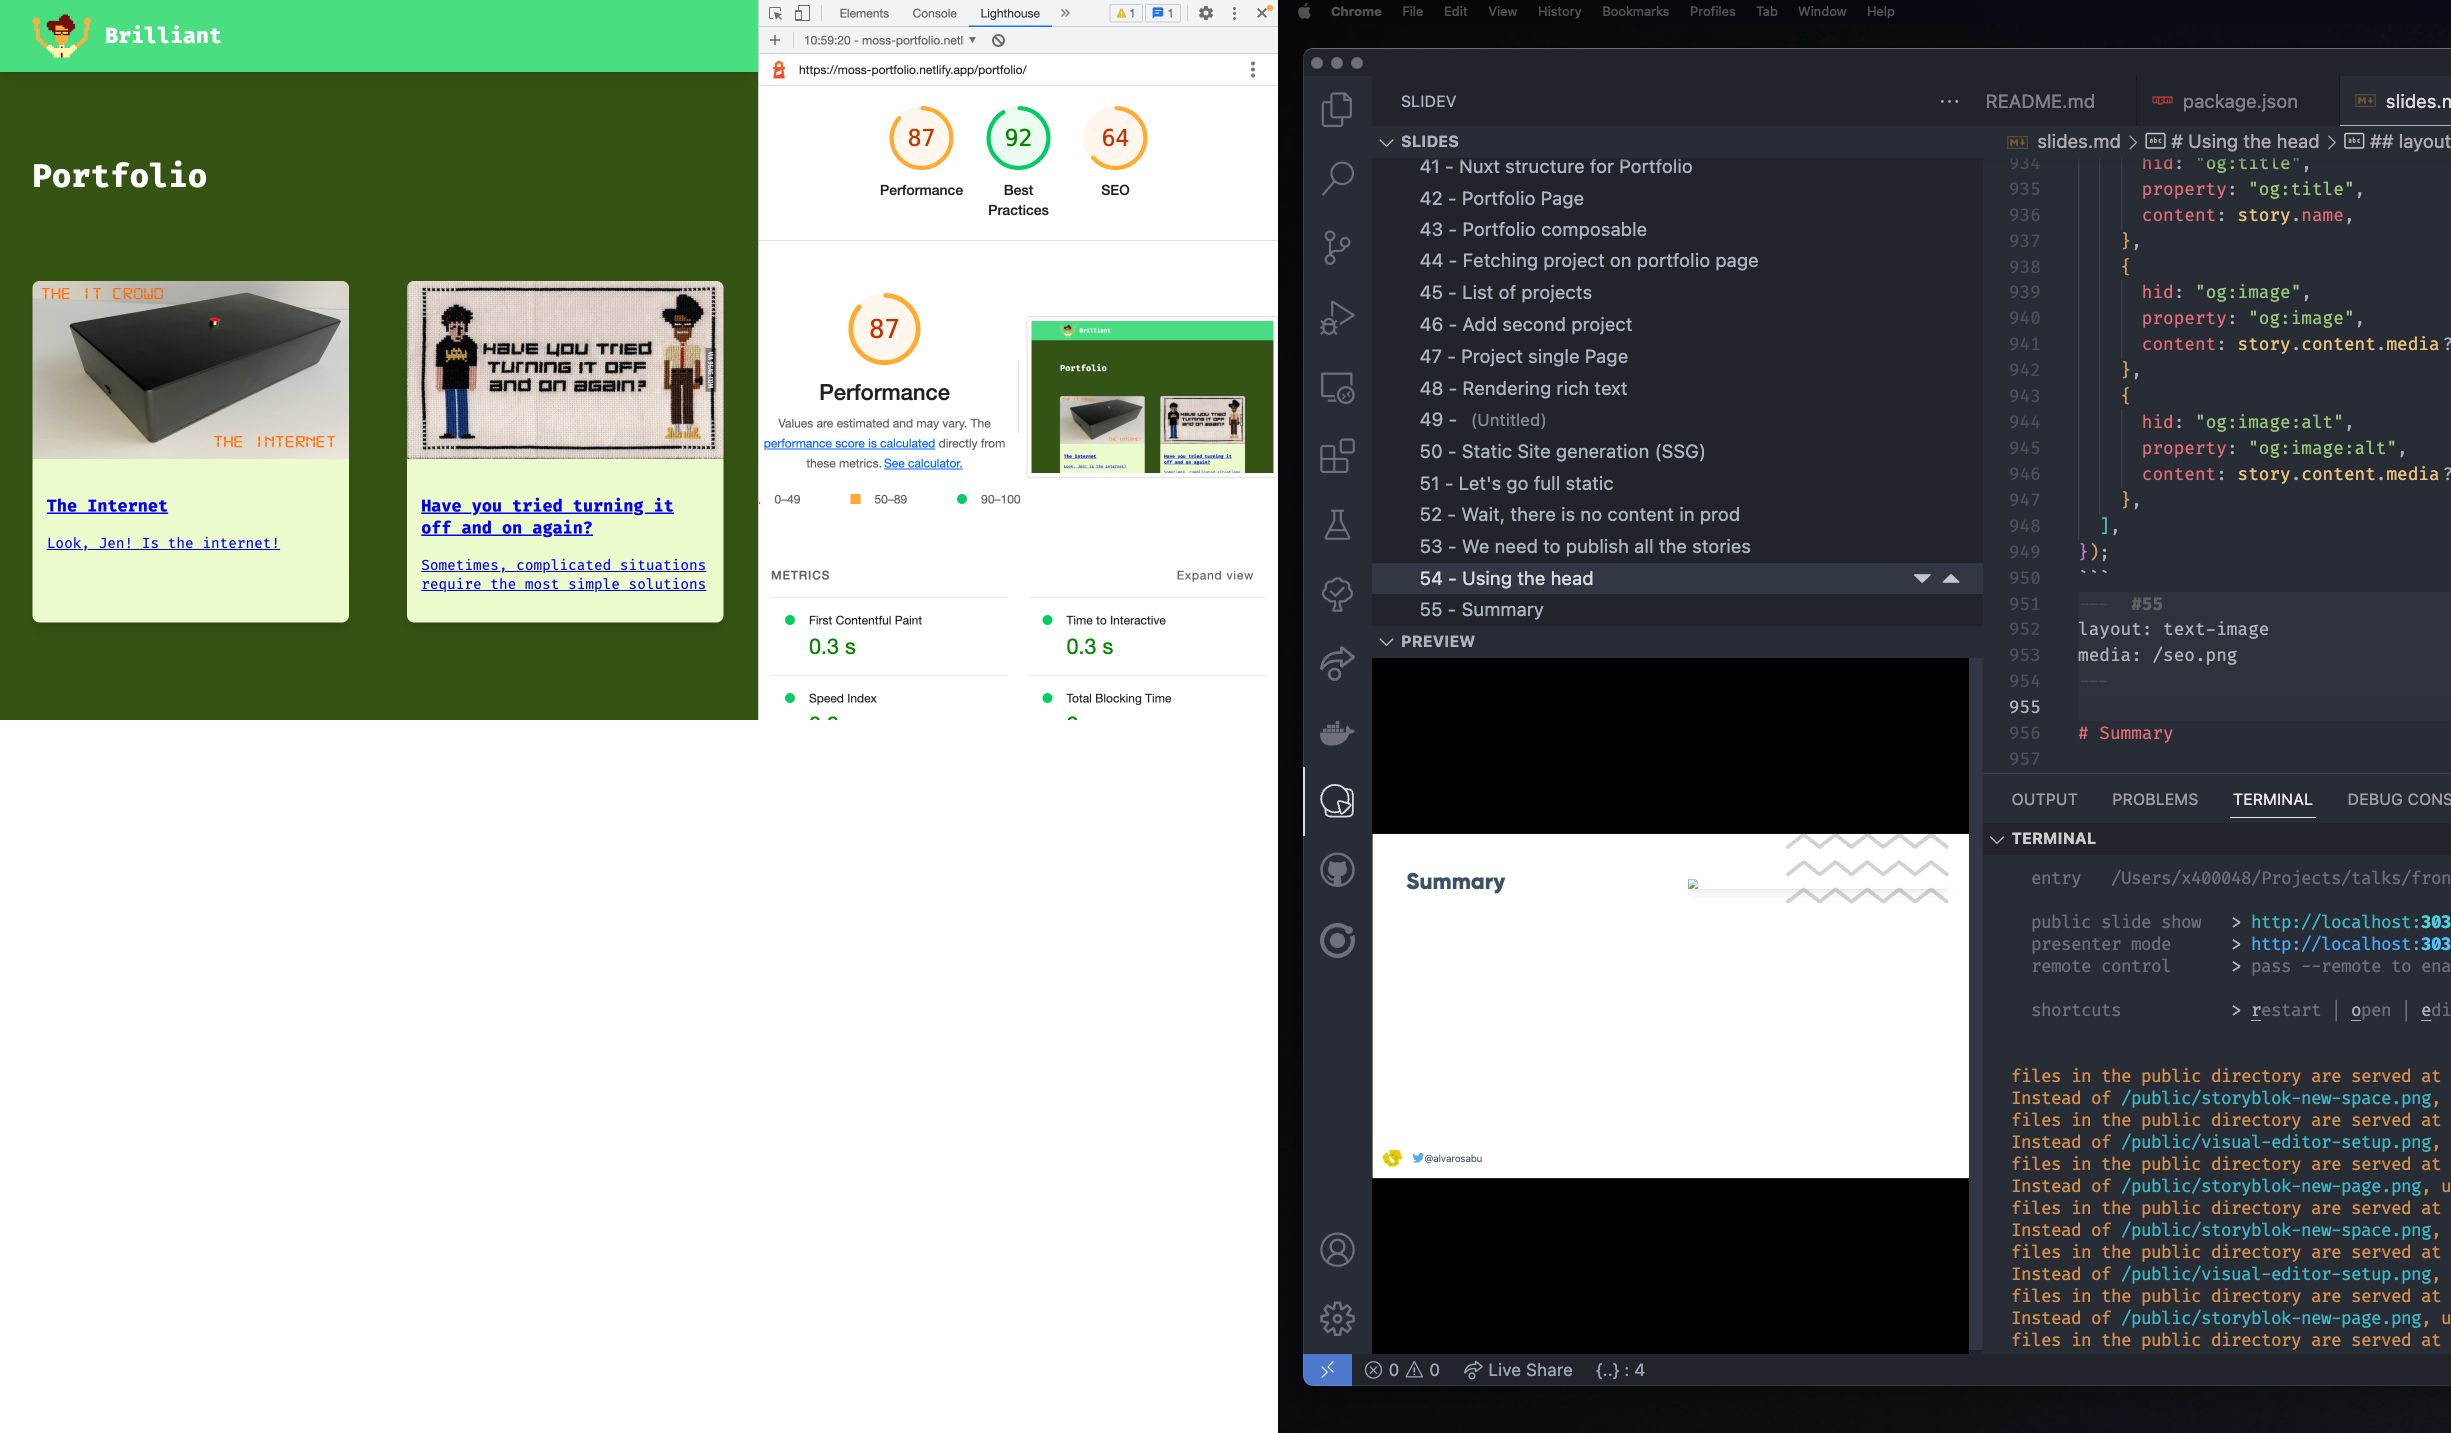 Brilliant
Portfolio
THE IT CROWD
THE INTERNET
The Internet
Look, Jen! Is the internet!
HAVE YOU TRIED
TURNING IT OFF
AND ON AGAIN?
Have you tried turning it
off and on again?
Sometimes, complicated situations
require the most simple solutions
Elements
Console
Lighthouse
1
1
10:59:20 - moss-portfolio.netl
https://moss-portfolio.netlify.app/portfolio/
87
Performance
92
Best
Practices
64
SEO
87
Performance
Values are estimated and may vary. The
performance score is calculated directly from
these metrics. See calculator.
0–49
50–89
90–100
Brilliant
Portfolio
The Internet
Look, Jen! Is the internet!
Have you tried turning it
off and on again?
METRICS
Expand view
First Contentful Paint
0.3 s
Time to Interactive
0.3 s
Speed Index
Total Blocking Time
Chrome
File
Edit
View
History
Bookmarks
Profiles
Tab
Window
Help
SLIDEV
SLIDES
41 - Nuxt structure for Portfolio
42 - Portfolio Page
43 - Portfolio composable
44 - Fetching project on portfolio page
45 - List of projects
46 - Add second project
47 - Project single Page
48 - Rendering rich text
49 - (Untitled)
50 - Static Site generation (SSG)
51 - Let's go full static
52 - Wait, there is no content in prod
53 - We need to publish all the stories
54 - Using the head
55 - Summary
PREVIEW
Summary
@alvarosabu
README.md
package.json
slides.m
slides.md > # Using the head > ## layout
934 hid: "og:title",
935 property: "og:title",
936 content: story.name,
937 },
938 {
939 hid: "og:image",
940 property: "og:image",
941 content: story.content.media?
942 },
943 {
944 hid: "og:image:alt",
945 property: "og:image:alt",
946 content: story.content.media?
947 },
948 ],
949 });
950 ```
951 --- #55
952 layout: text-image
953 media: /seo.png
954 ---
955
956 # Summary
957
OUTPUT
PROBLEMS
TERMINAL
DEBUG CONS
TERMINAL
entry /Users/x400048/Projects/talks/fron
public slide show > http://localhost:303
presenter mode > http://localhost:303
remote control > pass --remote to ena
shortcuts > restart | open | edi
files in the public directory are served at
Instead of /public/storyblok-new-space.png,
files in the public directory are served at
Instead of /public/visual-editor-setup.png,
files in the public directory are served at
Instead of /public/storyblok-new-page.png, u
files in the public directory are served at
Instead of /public/storyblok-new-space.png,
files in the public directory are served at
Instead of /public/visual-editor-setup.png,
files in the public directory are served at
Instead of /public/storyblok-new-page.png, u
files in the public directory are served at
0
0
Live Share
{..} : 4